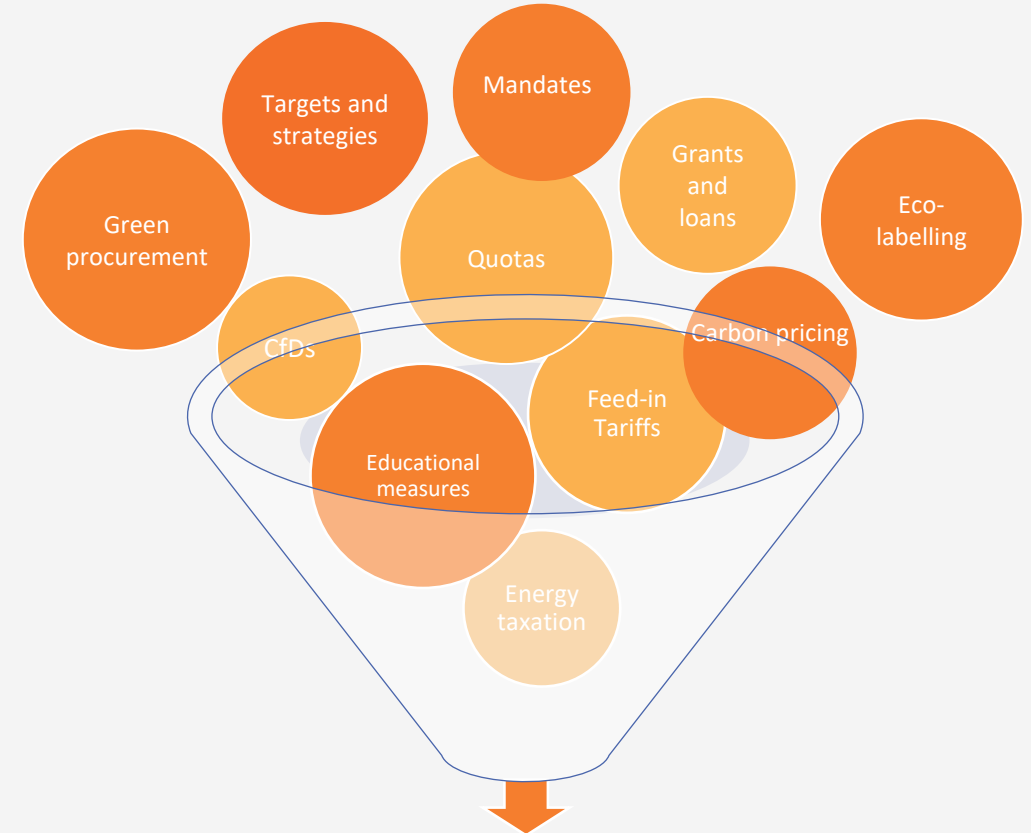 Mandates
Targets and
strategies
Grants
and
loans
Eco-
labelling
Green
procurement
Quotas
Carbon pricing
CfDs
Feed-in
Tariffs
Educational
measures
Energy
taxation